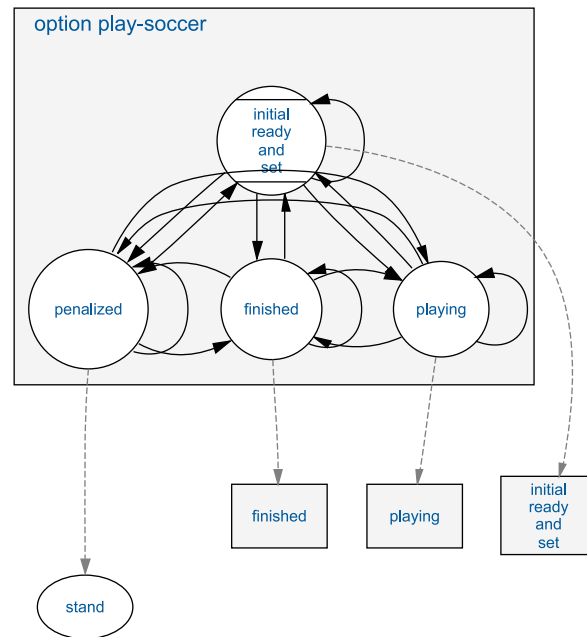 option play-soccer
initial
ready
and
set
penalized
finished
playing
finished
playing
initial
ready
and
set
stand